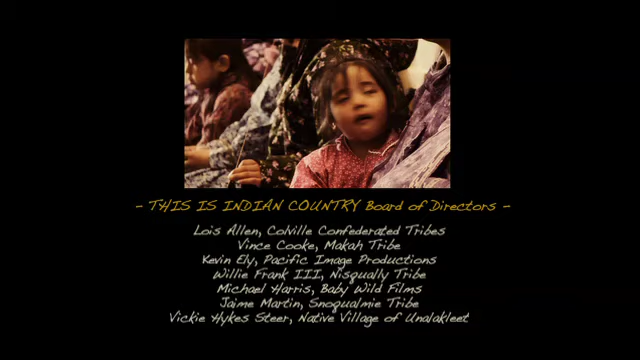 ~ THIS IS INDIAN COUNTRY Board of Directors ~
Lois Allen, Colville Confederated Tribes
Vince Cooke, Makah Tribe
Kevin Ely, Pacific Image Productions
Willie Frank III, Nisqually Tribe
Michael Harris, Baby Wild Films
Jaime Martin, Snoqualmie Tribe
Vickie Hykes Steer, Native Village of Unalakleet